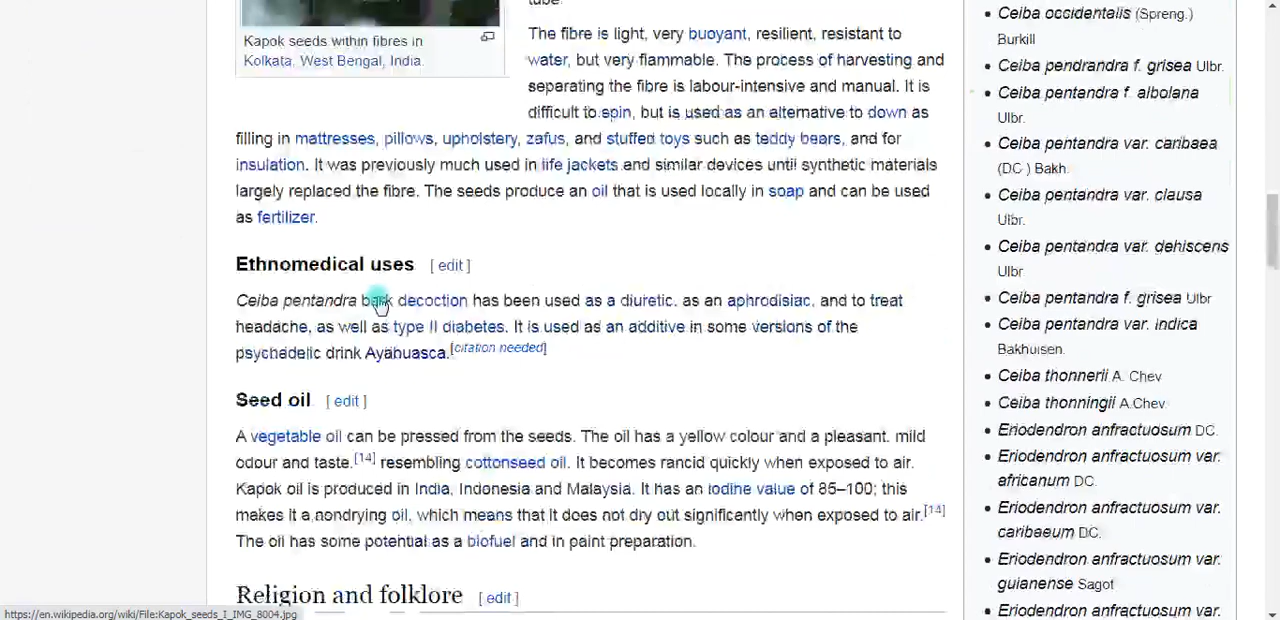 tube.
The fibre is light, very buoyant, resilient, resistant to
water, but very flammable. The process of harvesting and
separating the fibre is labour-intensive and manual. It is
difficult to spin, but is used as an alternative to down as
filling in mattresses, pillows, upholstery, zafus, and stuffed toys such as teddy bears, and for
insulation. It was previously much used in life jackets and similar devices until synthetic materials
largely replaced the fibre. The seeds produce an oil that is used locally in soap and can be used
as fertilizer.
Kapok seeds within fibres in
Kolkata, West Bengal, India.
Ethnomedical uses [ edit ]
Ceiba pentandra bark decoction has been used as a diuretic, as an aphrodisiac, and to treat
headache, as well as type II diabetes. It is used as an additive in some versions of the
psychedelic drink Ayahuasca.[citation needed]
Seed oil [ edit ]
A vegetable oil can be pressed from the seeds. The oil has a yellow colour and a pleasant, mild
odour and taste,[14] resembling cottonseed oil. It becomes rancid quickly when exposed to air.
Kapok oil is produced in India, Indonesia and Malaysia. It has an iodine value of 85–100; this
makes it a nondrying oil, which means that it does not dry out significantly when exposed to air.[14]
The oil has some potential as a biofuel and in paint preparation.
Religion and folklore [ edit ]
Ceiba occidentalis (Spreng.)
Burkill
Ceiba pendrandra f. grisea Ulbr.
Ceiba pentandra f. albolana
Ulbr.
Ceiba pentandra var. caribaea
(DC.) Bakh.
Ceiba pentandra var. clausa
Ulbr.
Ceiba pentandra var. dehiscens
Ulbr
Ceiba pentandra f. grisea Ulbr
Ceiba pentandra var. indica
Bakhuisen.
Ceiba thonnerii A. Chev
Ceiba thonningii A.Chev.
Eriodendron anfractuosum DC.
Eriodendron anfractuosum var.
africanum DC.
Eriodendron anfractuosum var.
caribaeum DC.
Eriodendron anfractuosum var.
guianense Sagot
Eriodendron anfractuosum var.
https://en.wikipedia.org/wiki/File:Kapok_seeds_I_IMG_8004.jpg